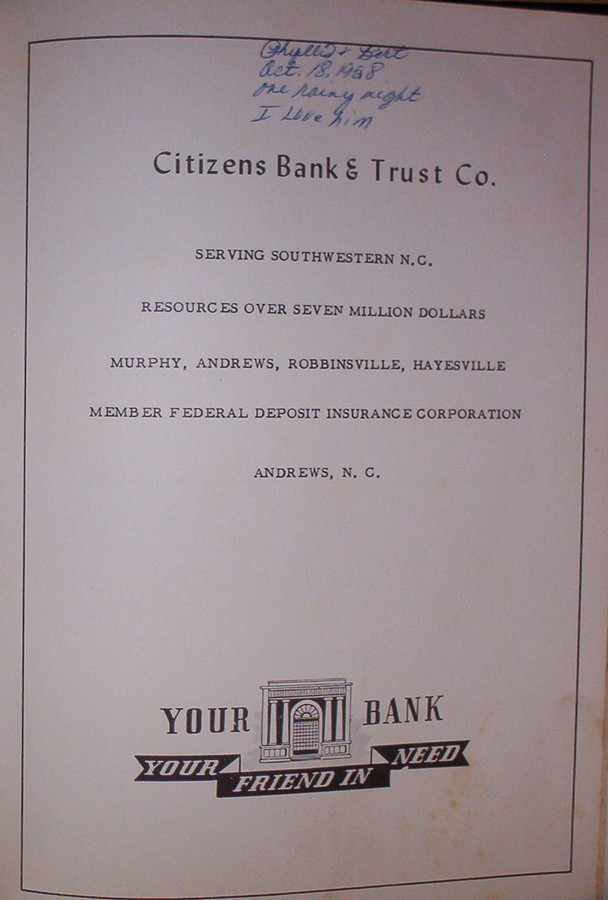 Phyllis + Bert
Oct. 18, 1958
one rainy night
I Love him
Citizens Bank & Trust Co.
SERVING SOUTHWESTERN N.C.
RESOURCES OVER SEVEN MILLION DOLLARS
MURPHY, ANDREWS, ROBBINSVILLE, HAYESVILLE
MEMBER FEDERAL DEPOSIT INSURANCE CORPORATION
ANDREWS, N. C.
YOUR BANK
YOUR FRIEND IN NEED